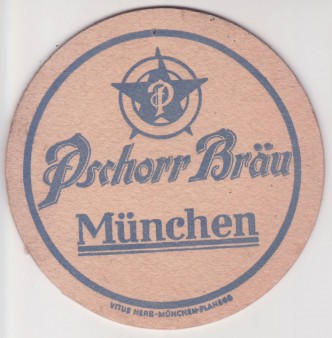 P
Pschorr Bräu
München
VITUS HERB-MÜNCHEN-PLANEGG